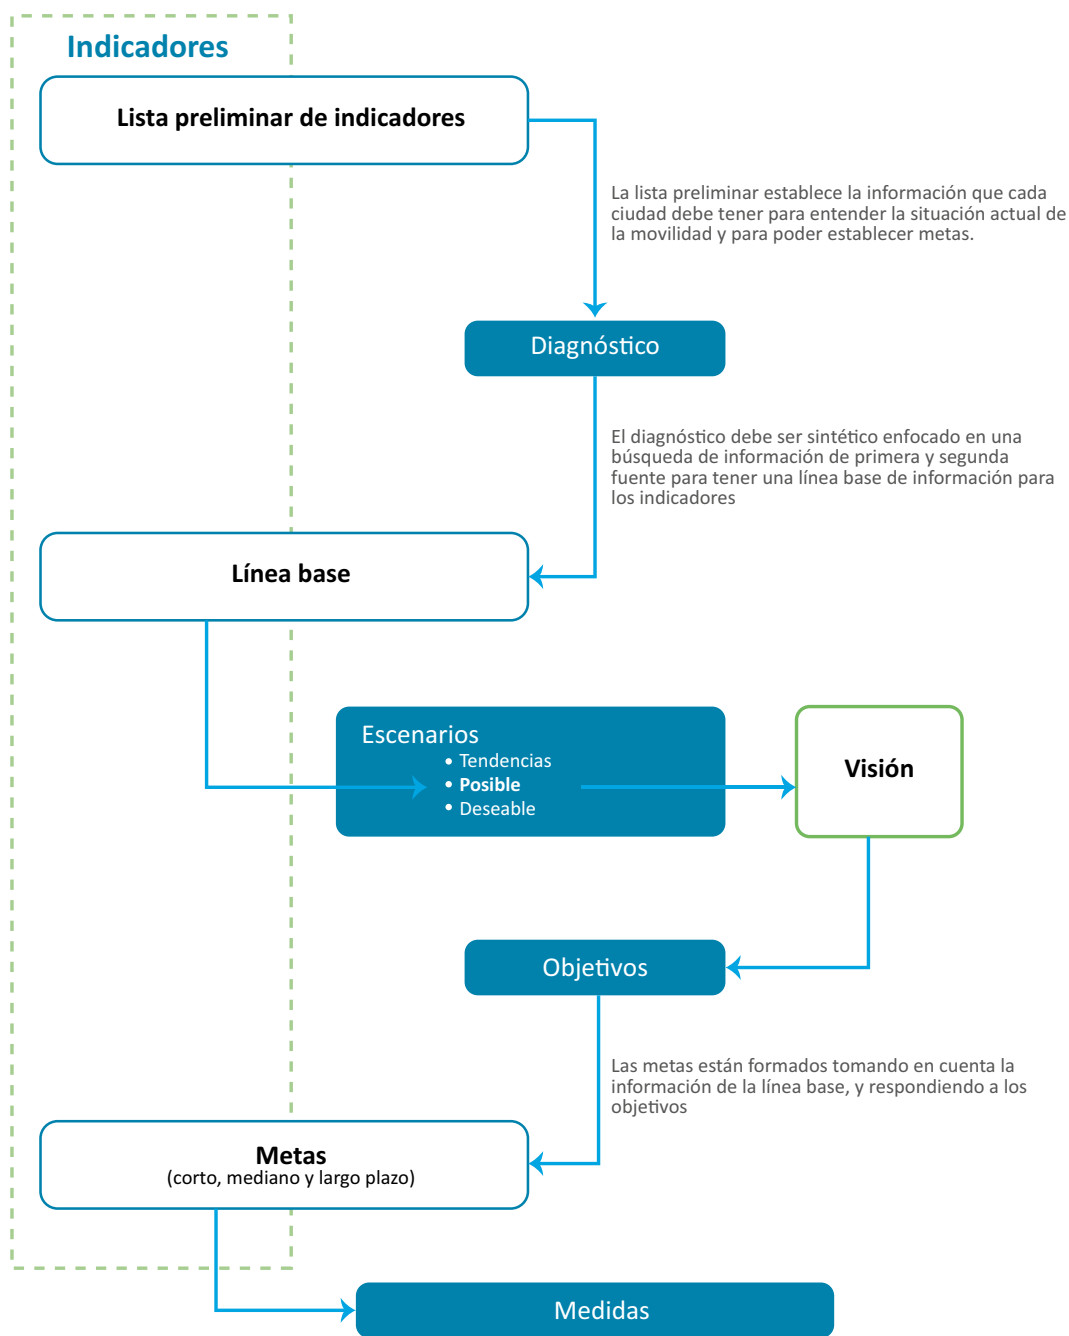 Indicadores
Lista preliminar de indicadores
La lista preliminar establece la información que cada
ciudad debe tener para entender la situación actual de
la movilidad y para poder establecer metas.
Diagnóstico
El diagnóstico debe ser sintético enfocado en una
búsqueda de información de primera y segunda
fuente para tener una línea base de información para
los indicadores
Línea base
Escenarios
• Tendencias
• Posible
• Deseable
Visión
Objetivos
Las metas están formados tomando en cuenta la
información de la línea base, y respondiendo a los
objetivos
Metas
(corto, mediano y largo plazo)
Medidas